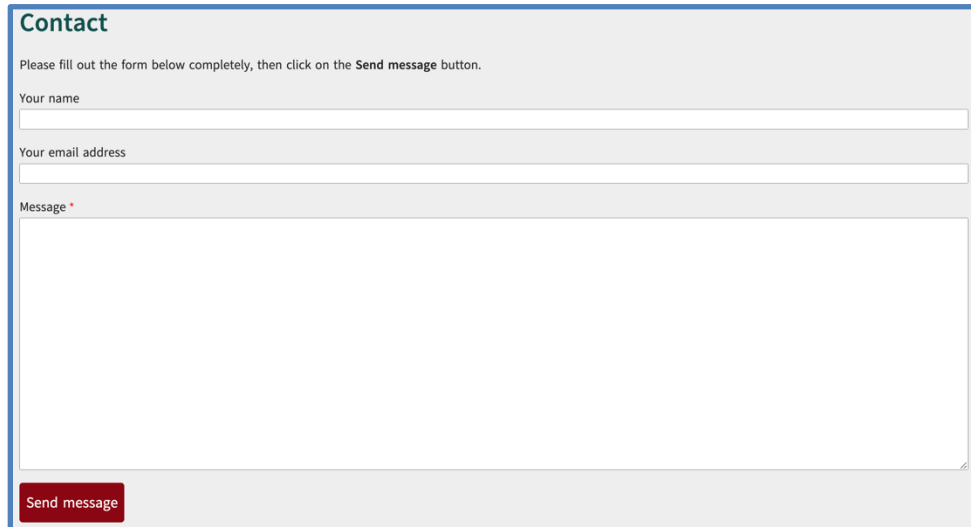 Contact
Please fill out the form below completely, then click on the Send message button.
Your name
Your email address
Message *
Send message